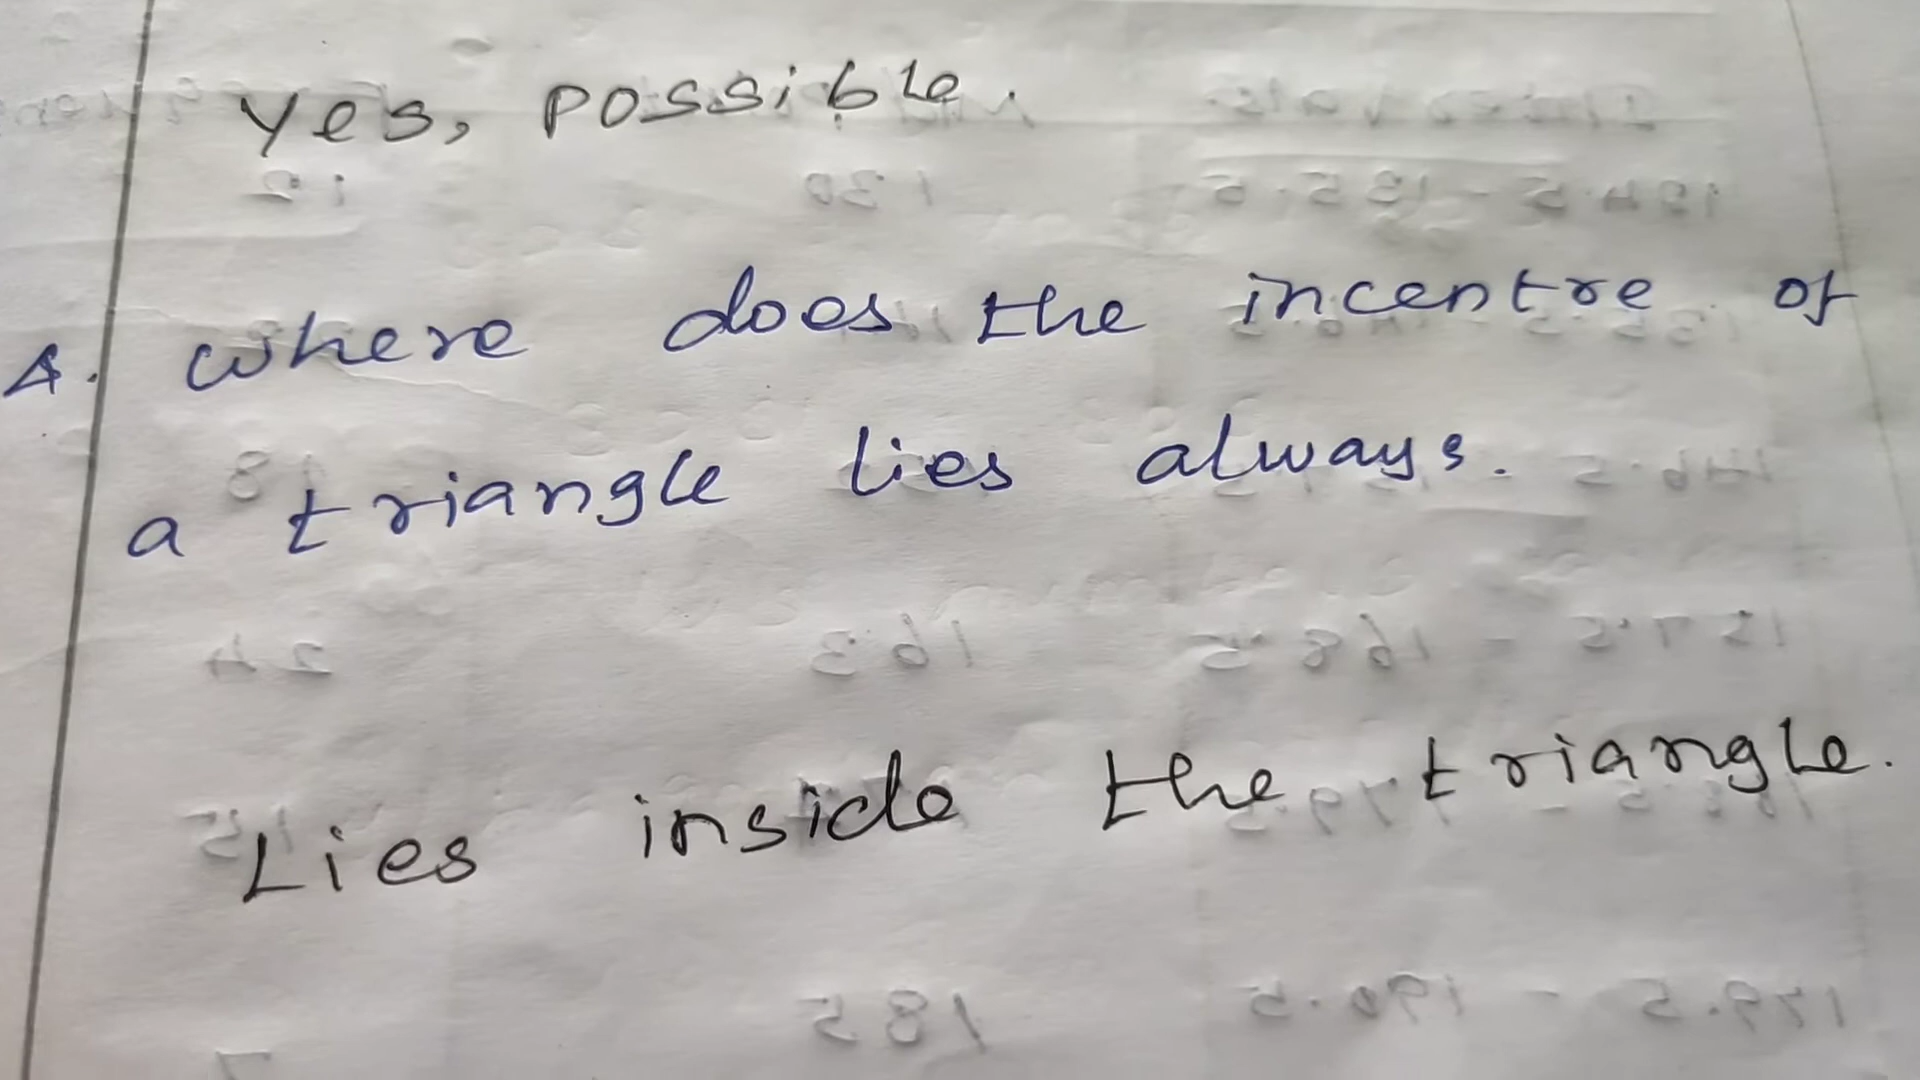 Yes, possible.
4. where does the incentre of
a triangle lies always.
Lies inside the triangle.